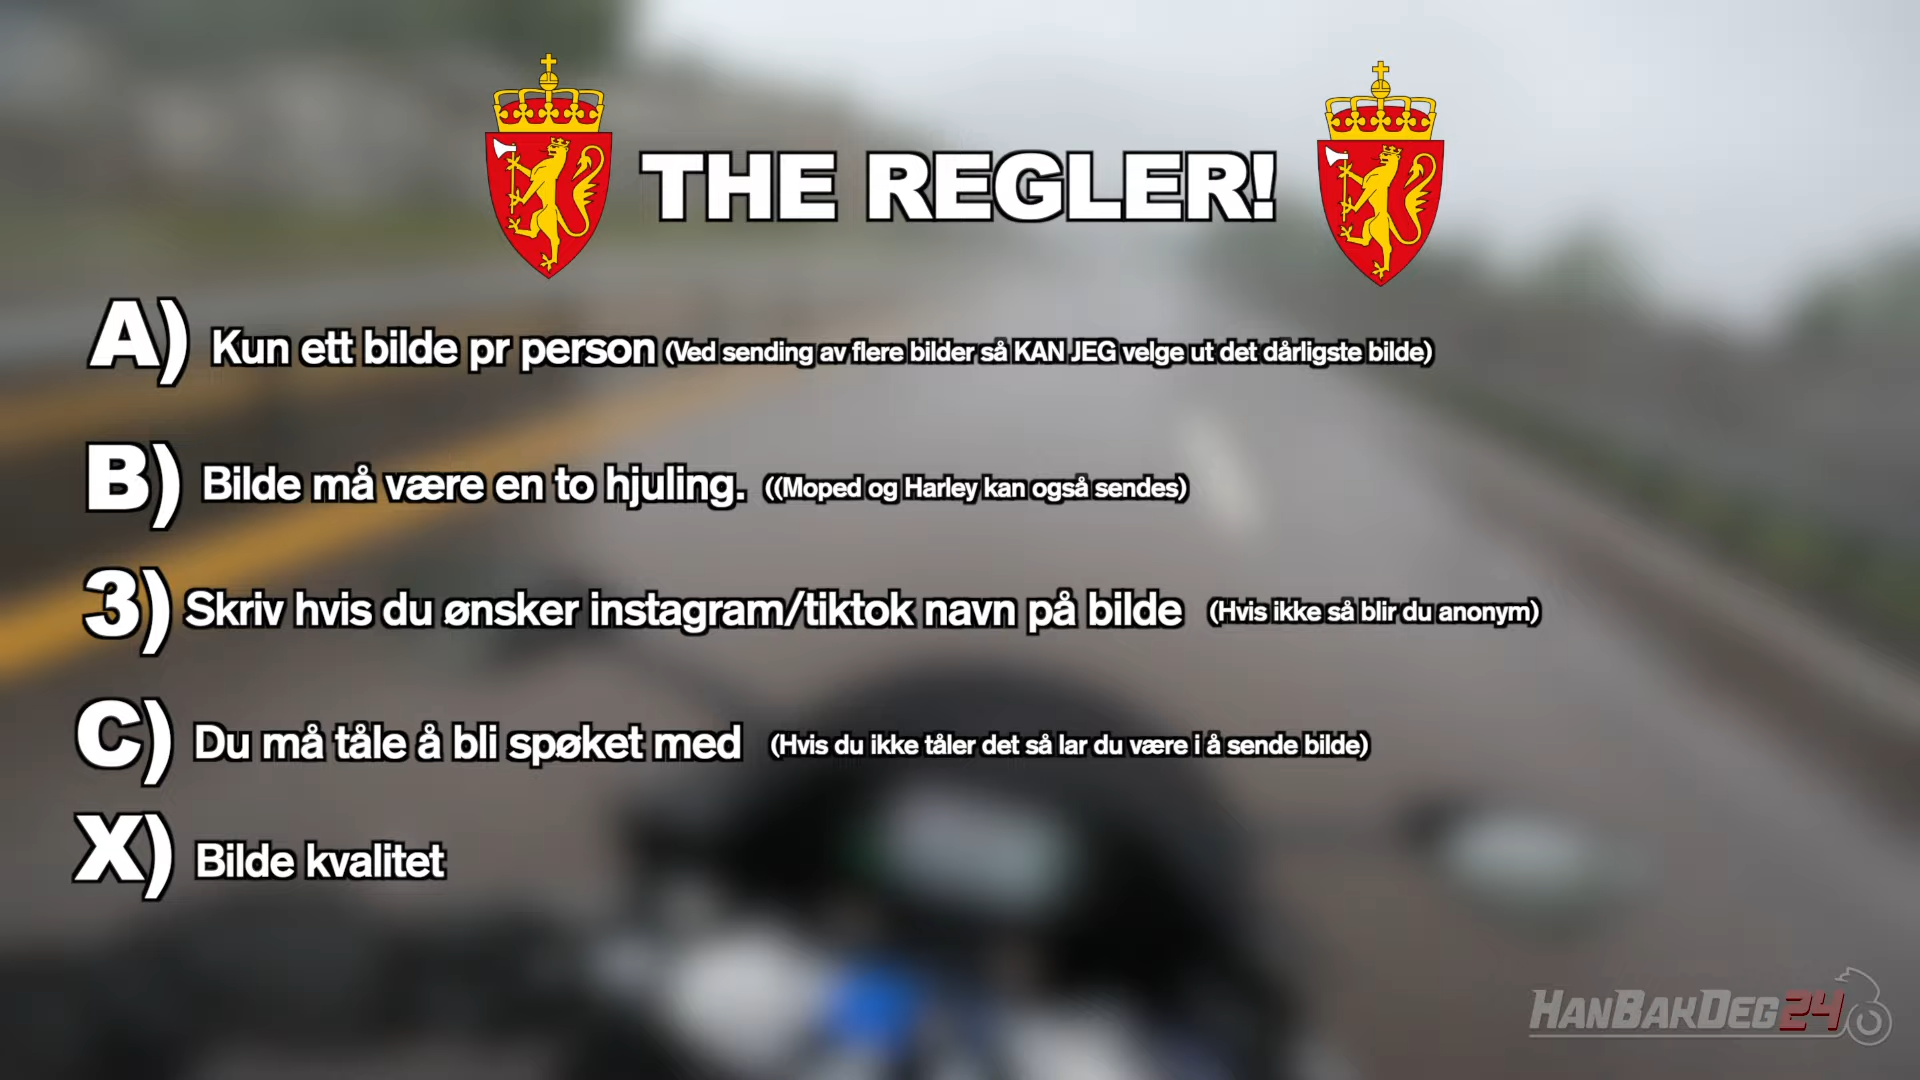 THE REGLER!
A) Kun ett bilde pr person (Ved sending av flere bilder så KAN JEG velge ut det dårligste bilde)
B) Bilde må være en to hjuling. ((Moped og Harley kan også sendes)
3) Skriv hvis du ønsker instagram/tiktok navn på bilde (Hvis ikke så blir du anonym)
C) Du må tåle å bli spøket med (Hvis du ikke tåler det så lar du være i å sende bilde)
X) Bilde kvalitet
HANBAKDEG24